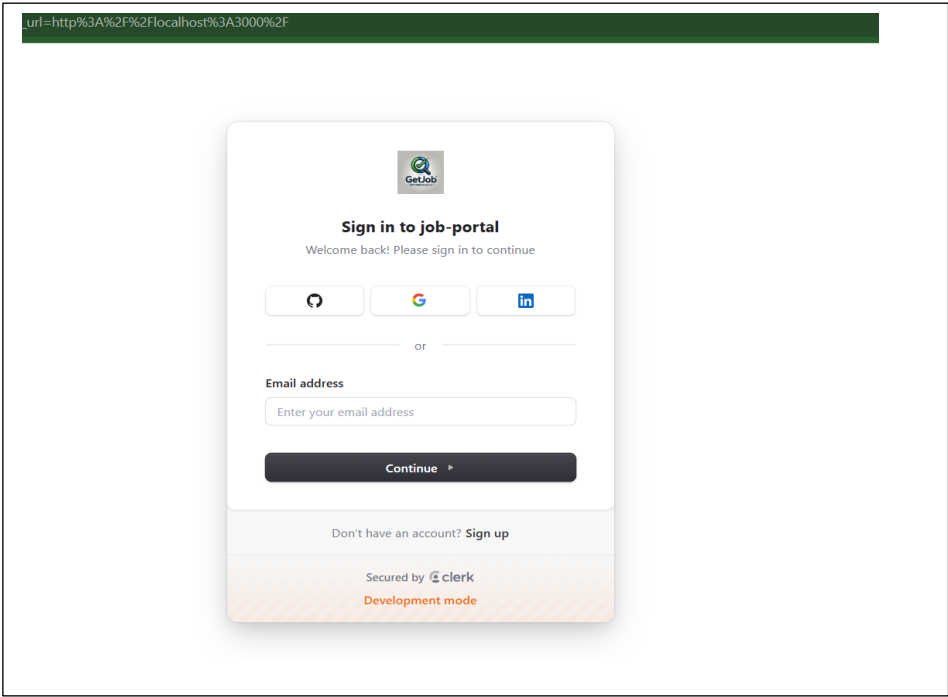 _url=http%3A%2F%2Flocalhost%3A3000%2F
GetJob
Sign in to job-portal
Welcome back! Please sign in to continue
or
Email address
Enter your email address
Continue
Don't have an account? Sign up
Secured by clerk
Development mode